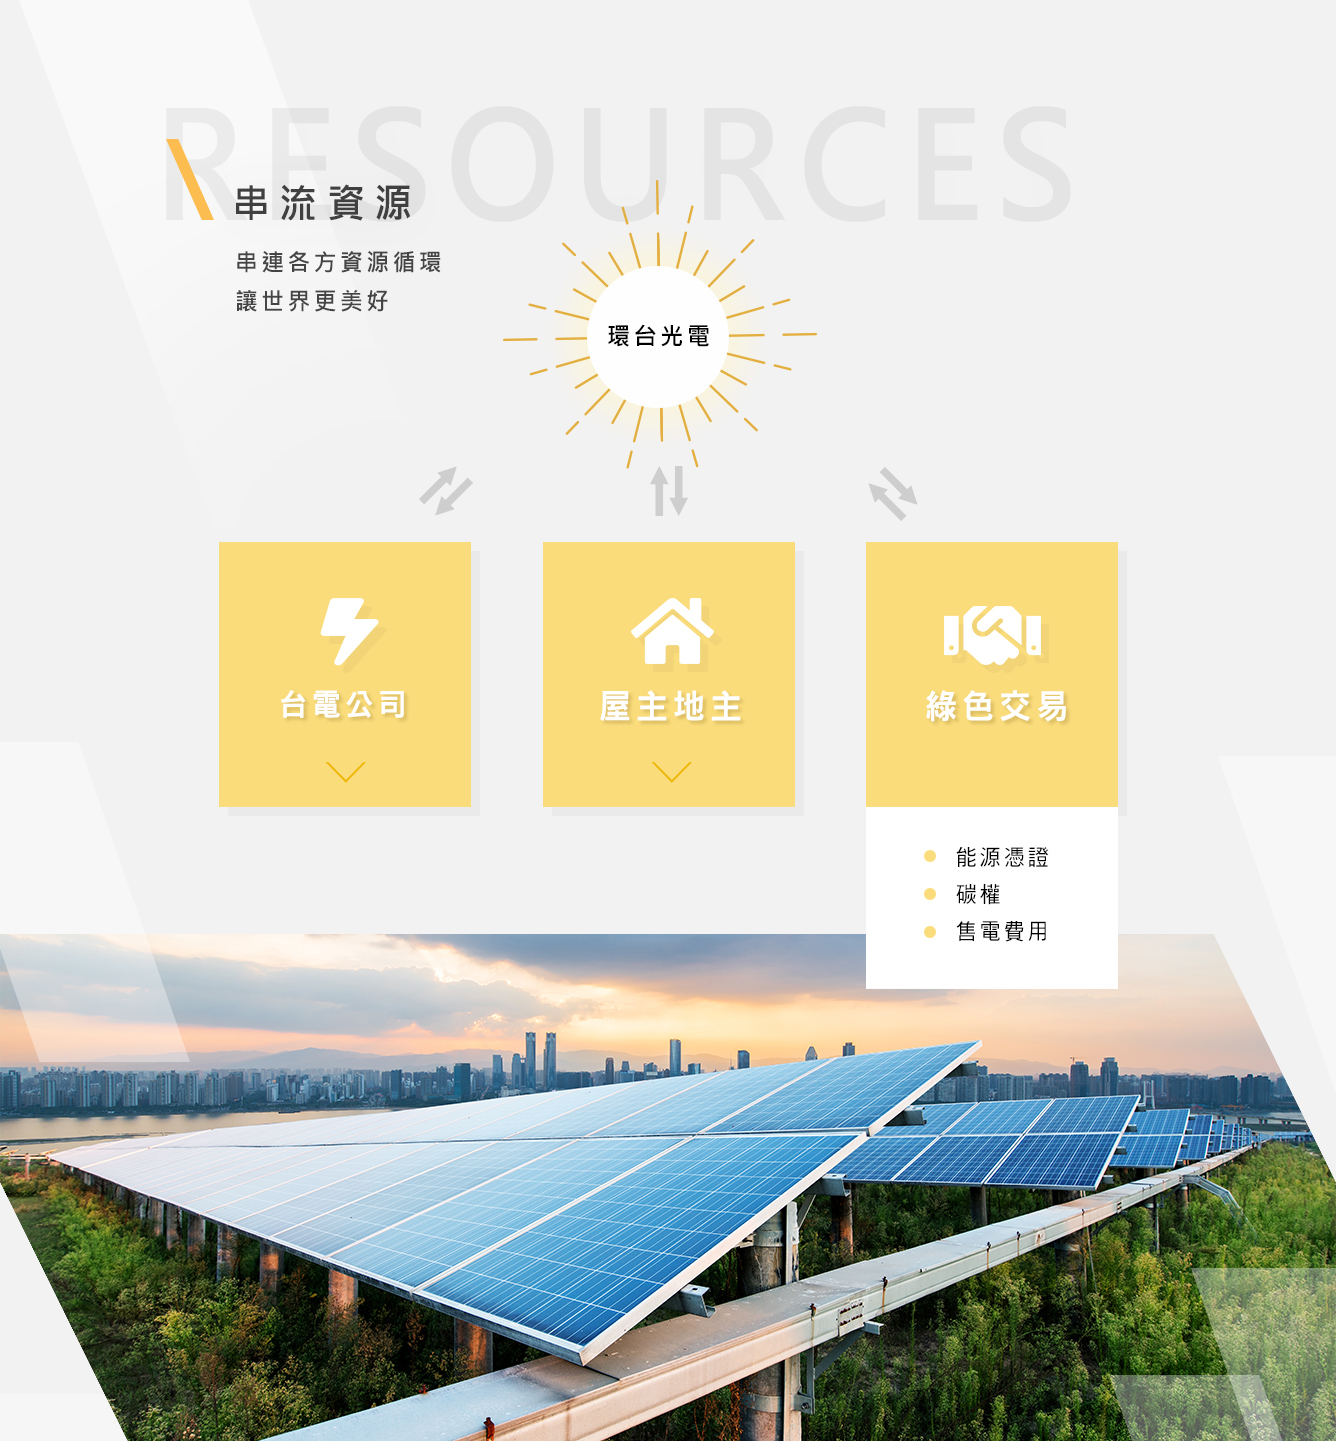 RESOURCES
串流資源
串連各方資源循環
讓世界更美好
環台光電
台電公司
屋主地主
綠色交易
能源憑證
碳權
售電費用